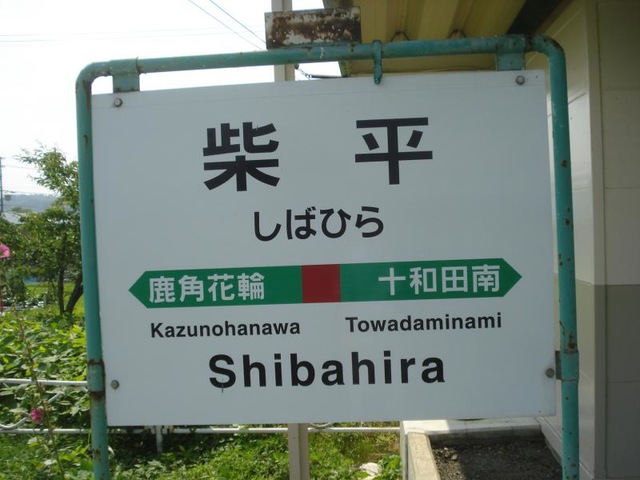 柴平
しばひら
鹿角花輪 十和田南
Kazunohanawa Towadaminami
Shibahira